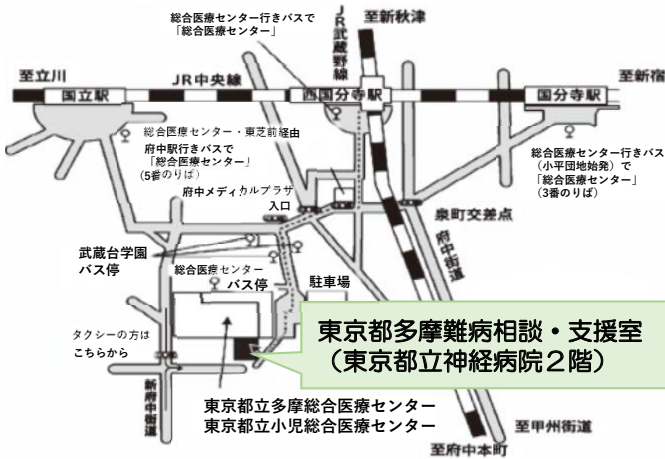 総合医療センター行きバスで
「総合医療センター」
JR武蔵野線
至新秋津
至立川
JR中央線
至新宿
国立駅
西国分寺駅
国分寺駅
総合医療センター・東芝前経由
府中駅行きバスで
「総合医療センター」
(5番のりば)
総合医療センター行きバス
(小平団地始発)で
「総合医療センター」
(3番のりば)
府中メディカルプラザ
入口
泉町交差点
府中街道
武蔵台学園
バス停
総合医療センター
バス停
駐車場
タクシーの方は
こちらから
新府中街道
東京都多摩難病相談・支援室
（東京都立神経病院２階）
東京都立多摩総合医療センター
東京都立小児総合医療センター
至甲州街道
至府中本町